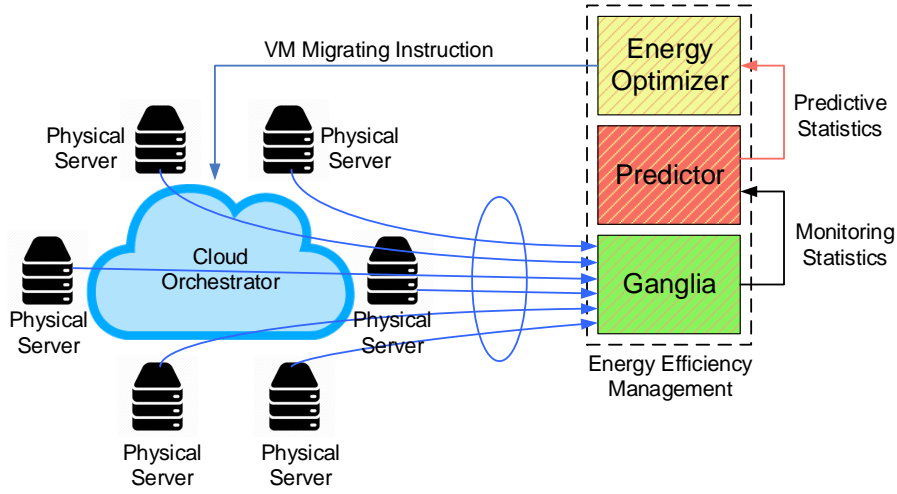 VM Migrating Instruction
Energy
Optimizer
Predictive
Statistics
Physical
Server
Physical
Server
Predictor
Monitoring
Statistics
Cloud
Orchestrator
Ganglia
Physical
Server
Physical
Server
Energy Efficiency
Management
Physical
Server
Physical
Server